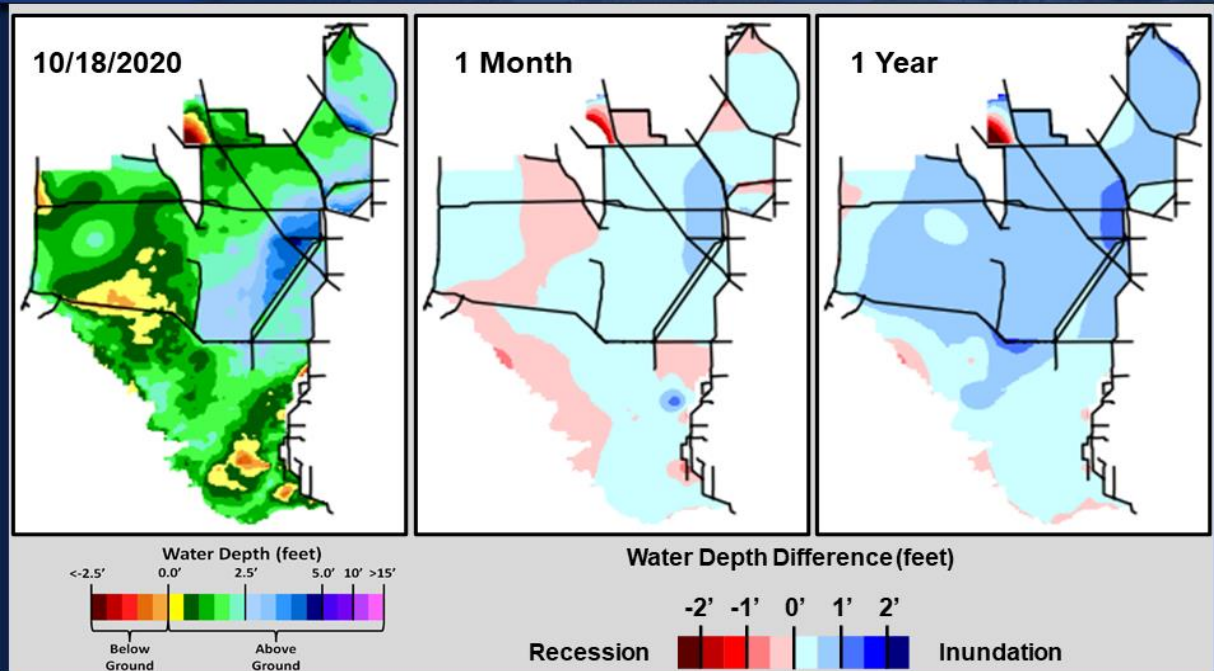 10/18/2020
1 Month
1 Year
Water Depth (feet)
<-2.5' 0.0' 2.5' 5.0' 10' >15'
Below
Ground
Above
Ground
Water Depth Difference (feet)
-2' -1' 0' 1' 2'
Recession
Inundation